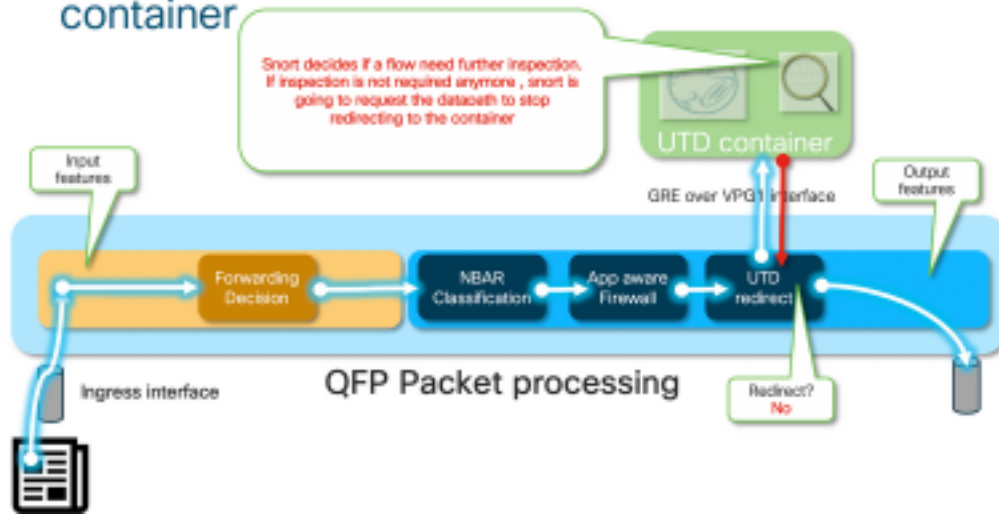 container
Snort decides if a flow need further inspection.
If inspection is not required anymore , snort is
going to request the datapath to stop
redirecting to the container
UTD container
Input
features
GRE over VPG1 interface
Output
features
Forwarding
Decision
NBAR
Classification
App aware
Firewall
UTD
redirect
Ingress interface
QFP Packet processing
Redirect?
No